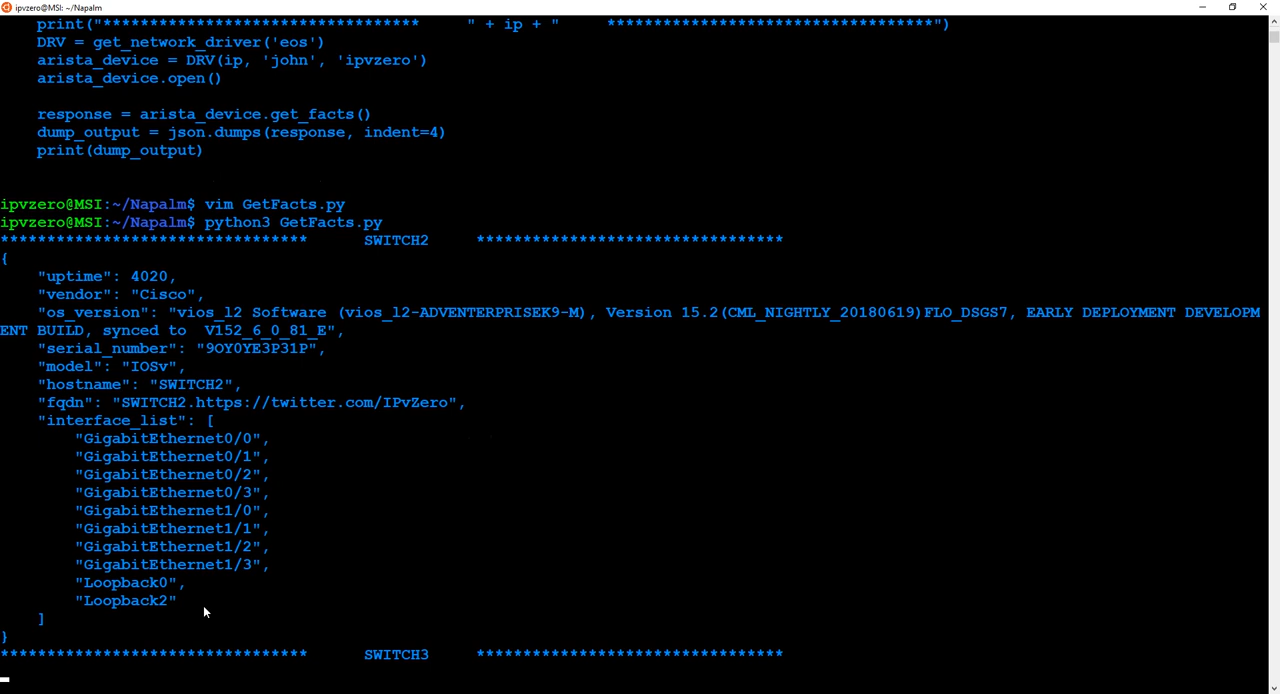 ipvzero@MSI: ~/Napalm
    print("**********************************      " + ip + "      ***********************************")
    DRV = get_network_driver('eos')
    arista_device = DRV(ip, 'john', 'ipvzero')
    arista_device.open()
    response = arista_device.get_facts()
    dump_output = json.dumps(response, indent=4)
    print(dump_output)
ipvzero@MSI:~/Napalm$ vim GetFacts.py
ipvzero@MSI:~/Napalm$ python3 GetFacts.py
*********************************      SWITCH2     *********************************
{
    "uptime": 4020,
    "vendor": "Cisco",
    "os_version": "vios_l2 Software (vios_l2-ADVENTERPRISEK9-M), Version 15.2(CML_NIGHTLY_20180619)FLO_DSGS7, EARLY DEPLOYMENT DEVELOPM
ENT BUILD, synced to  V152_6_0_81_E",
    "serial_number": "9OY0YE3P31P",
    "model": "IOSv",
    "hostname": "SWITCH2",
    "fqdn": "SWITCH2.https://twitter.com/IPvZero",
    "interface_list": [
        "GigabitEthernet0/0",
        "GigabitEthernet0/1",
        "GigabitEthernet0/2",
        "GigabitEthernet0/3",
        "GigabitEthernet1/0",
        "GigabitEthernet1/1",
        "GigabitEthernet1/2",
        "GigabitEthernet1/3",
        "Loopback0",
        "Loopback2"
    ]
}
*********************************      SWITCH3     *********************************